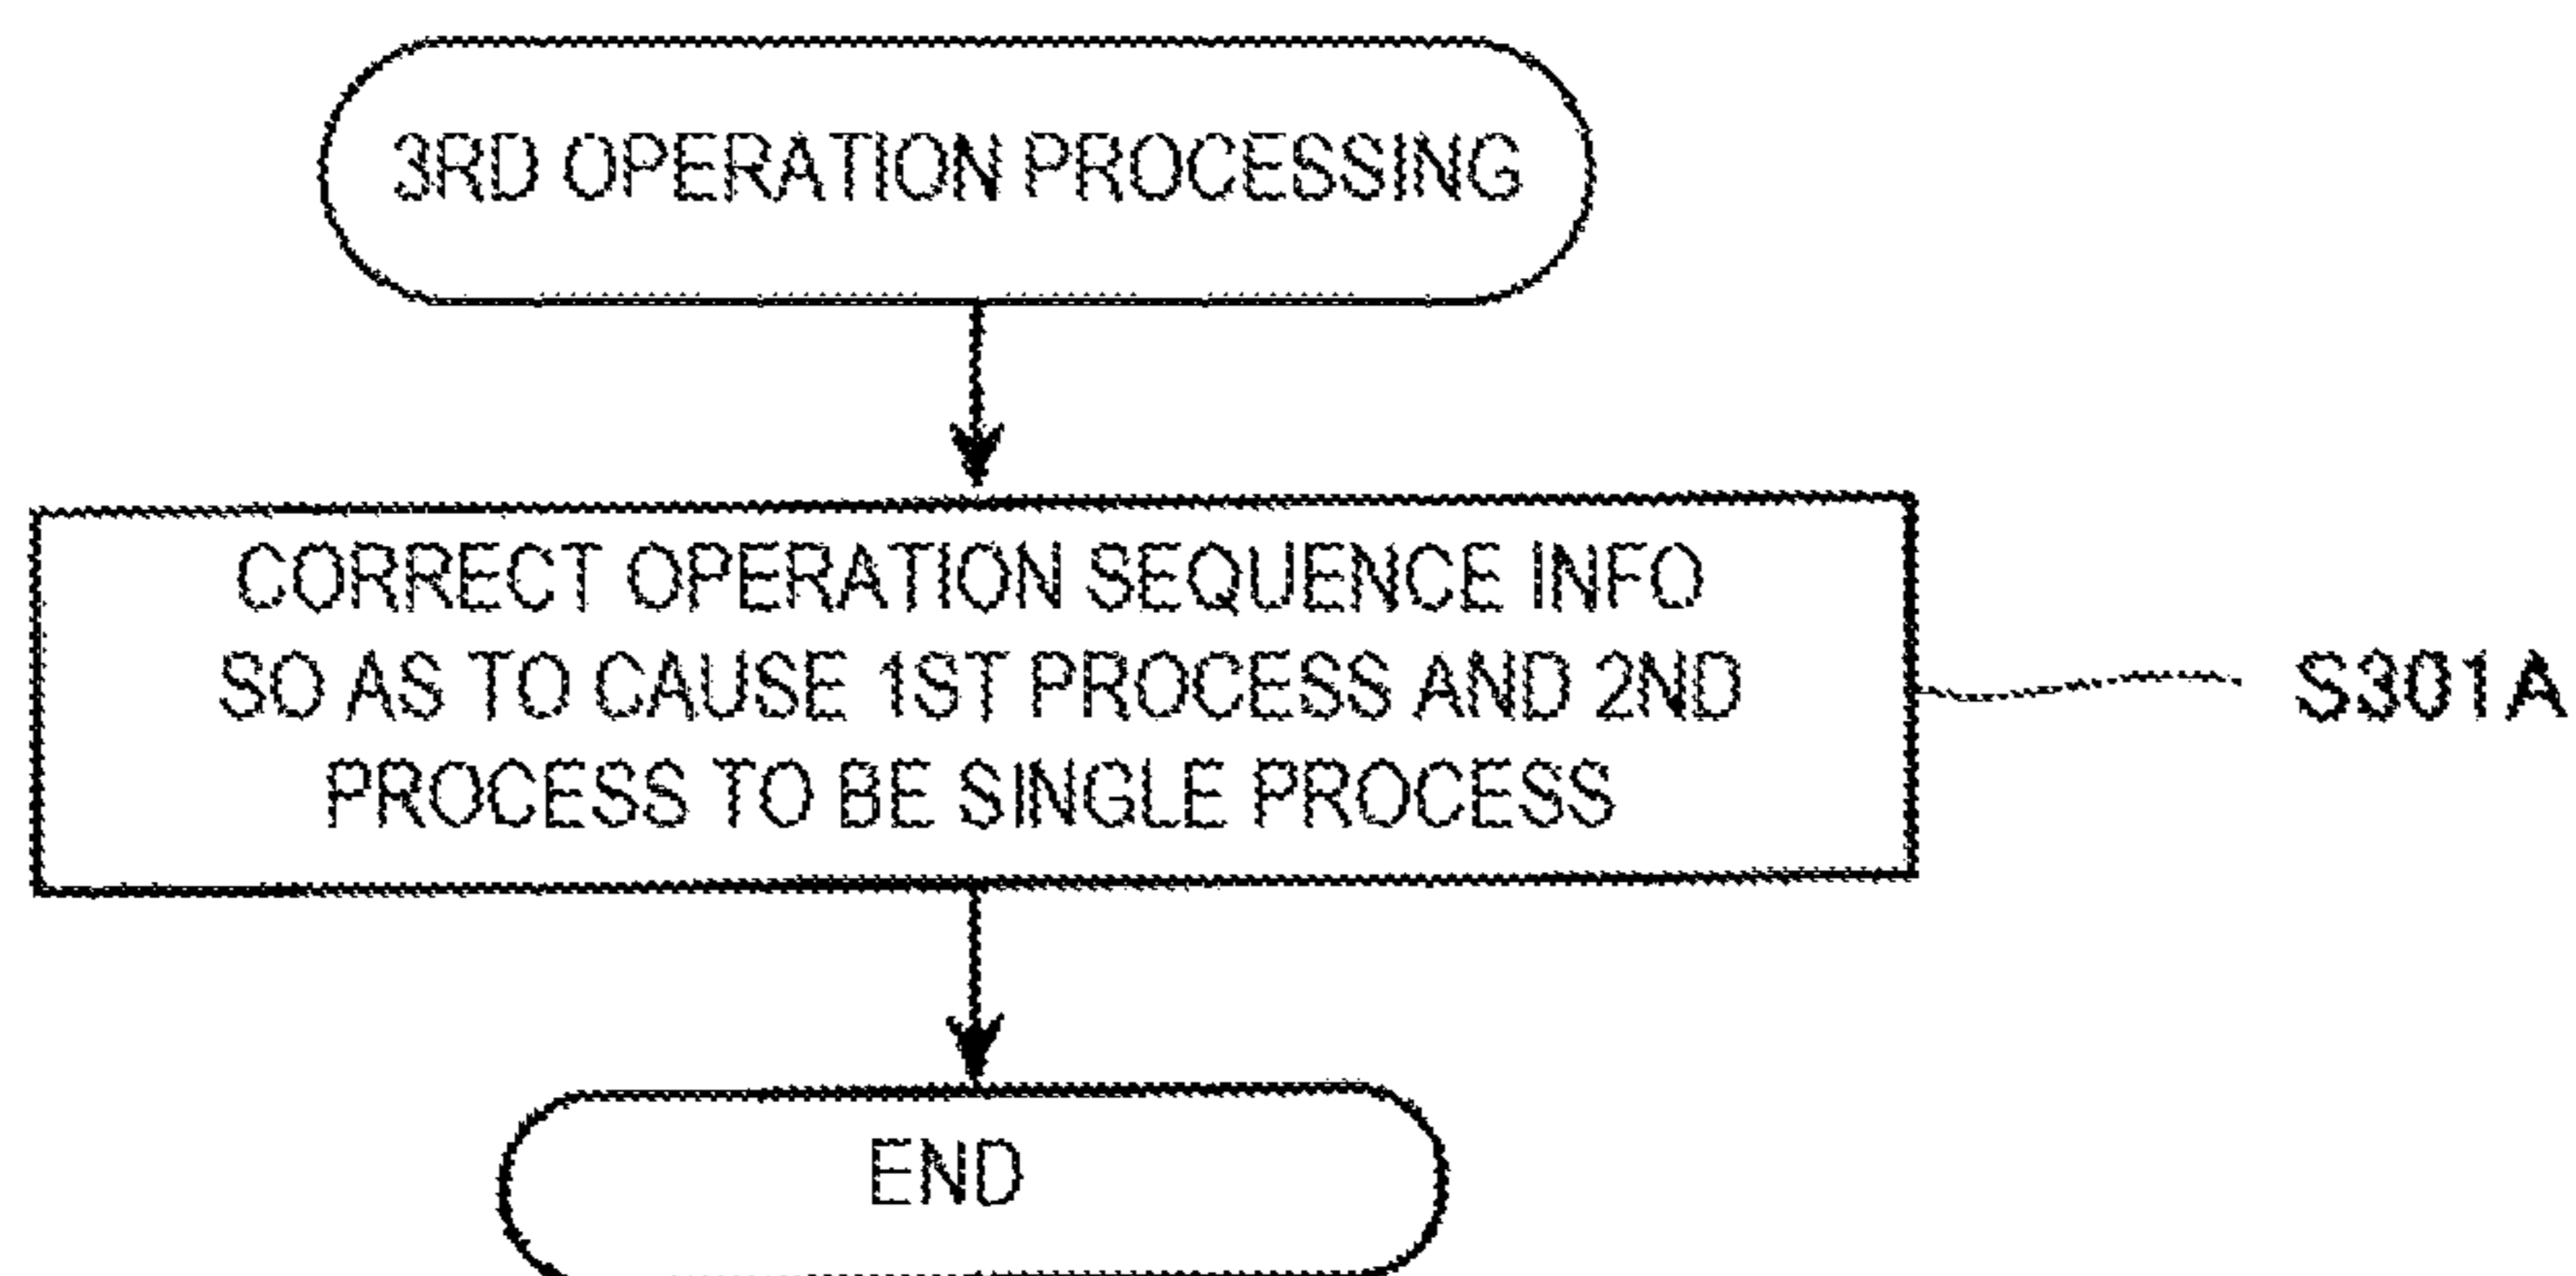 3RD OPERATION PROCESSING
CORRECT OPERATION SEQUENCE INFO
SO AS TO CAUSE 1ST PROCESS AND 2ND
PROCESS TO BE SINGLE PROCESS
S301A
END